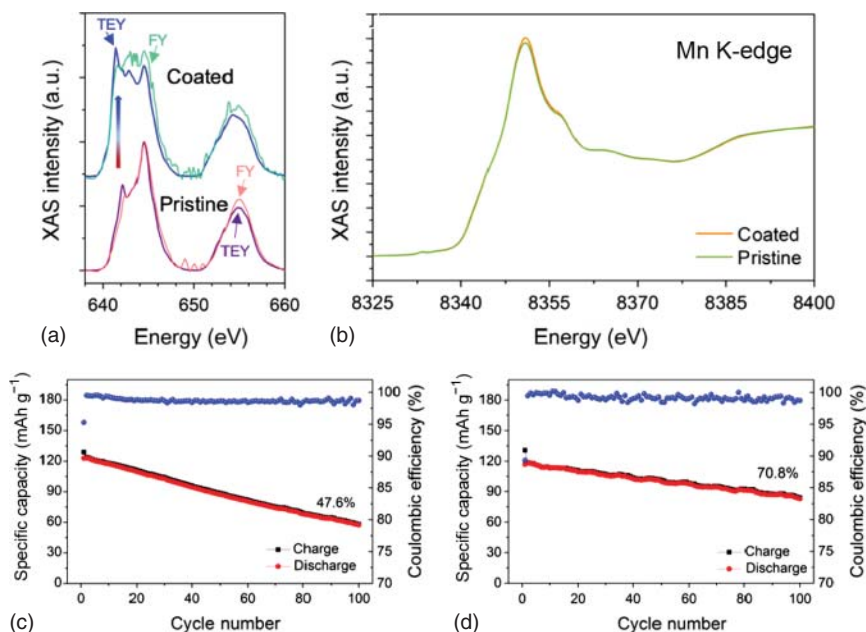 TEY
FY
Coated
FY
Pristine
TEY
XAS intensity (a.u.)
640 650 660
Energy (eV)
(a)
Mn K-edge
XAS intensity (a.u.)
Coated
Pristine
8325 8340 8355 8370 8385 8400
Energy (eV)
(b)
Specific capacity (mAh g⁻¹)
180
150
120
90
60
30
0
100
95
90
85
80
75
70
Coulombic efficiency (%)
47.6%
Charge
Discharge
0 20 40 60 80 100
Cycle number
(c)
Specific capacity (mAh g⁻¹)
180
150
120
90
60
30
0
100
95
90
85
80
75
70
Coulombic efficiency (%)
70.8%
Charge
Discharge
0 20 40 60 80 100
Cycle number
(d)